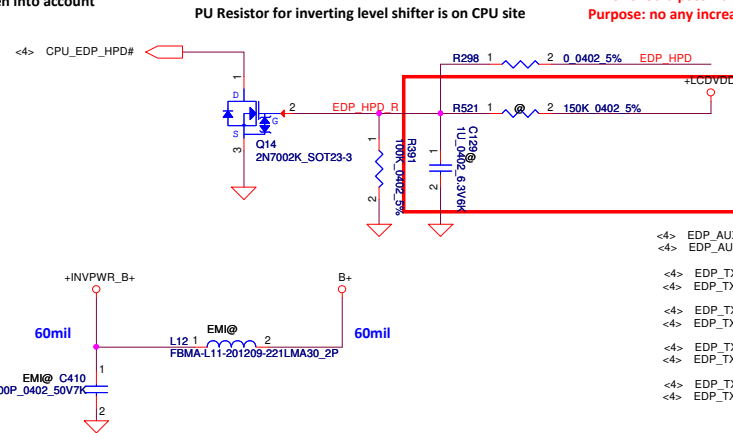 en into account
PU Resistor for inverting level shifter is on CPU site
Purpose: no any increa
<4> CPU_EDP_HPD#
R298 1 2 0_0402_5% EDP_HPD
+LCDVDD
1
D
2 EDP_HPD_R
R521 1 @ 2 150K_0402_5%
G
S
Q14
2N7002K_SOT23-3
3
1
R391
100K_0402_5%
2
1
C129@
1U_0402_6.3V6K
2
<4> EDP_AU
<4> EDP_AU
<4> EDP_TX
<4> EDP_TX
<4> EDP_TX
<4> EDP_TX
<4> EDP_TX
<4> EDP_TX
<4> EDP_TX
<4> EDP_TX
+INVPWR_B+
B+
60mil
EMI@
60mil
L12 1 2
FBMA-L11-201209-221LMA30_2P
1
EMI@ C410
00P_0402_50V7K
2